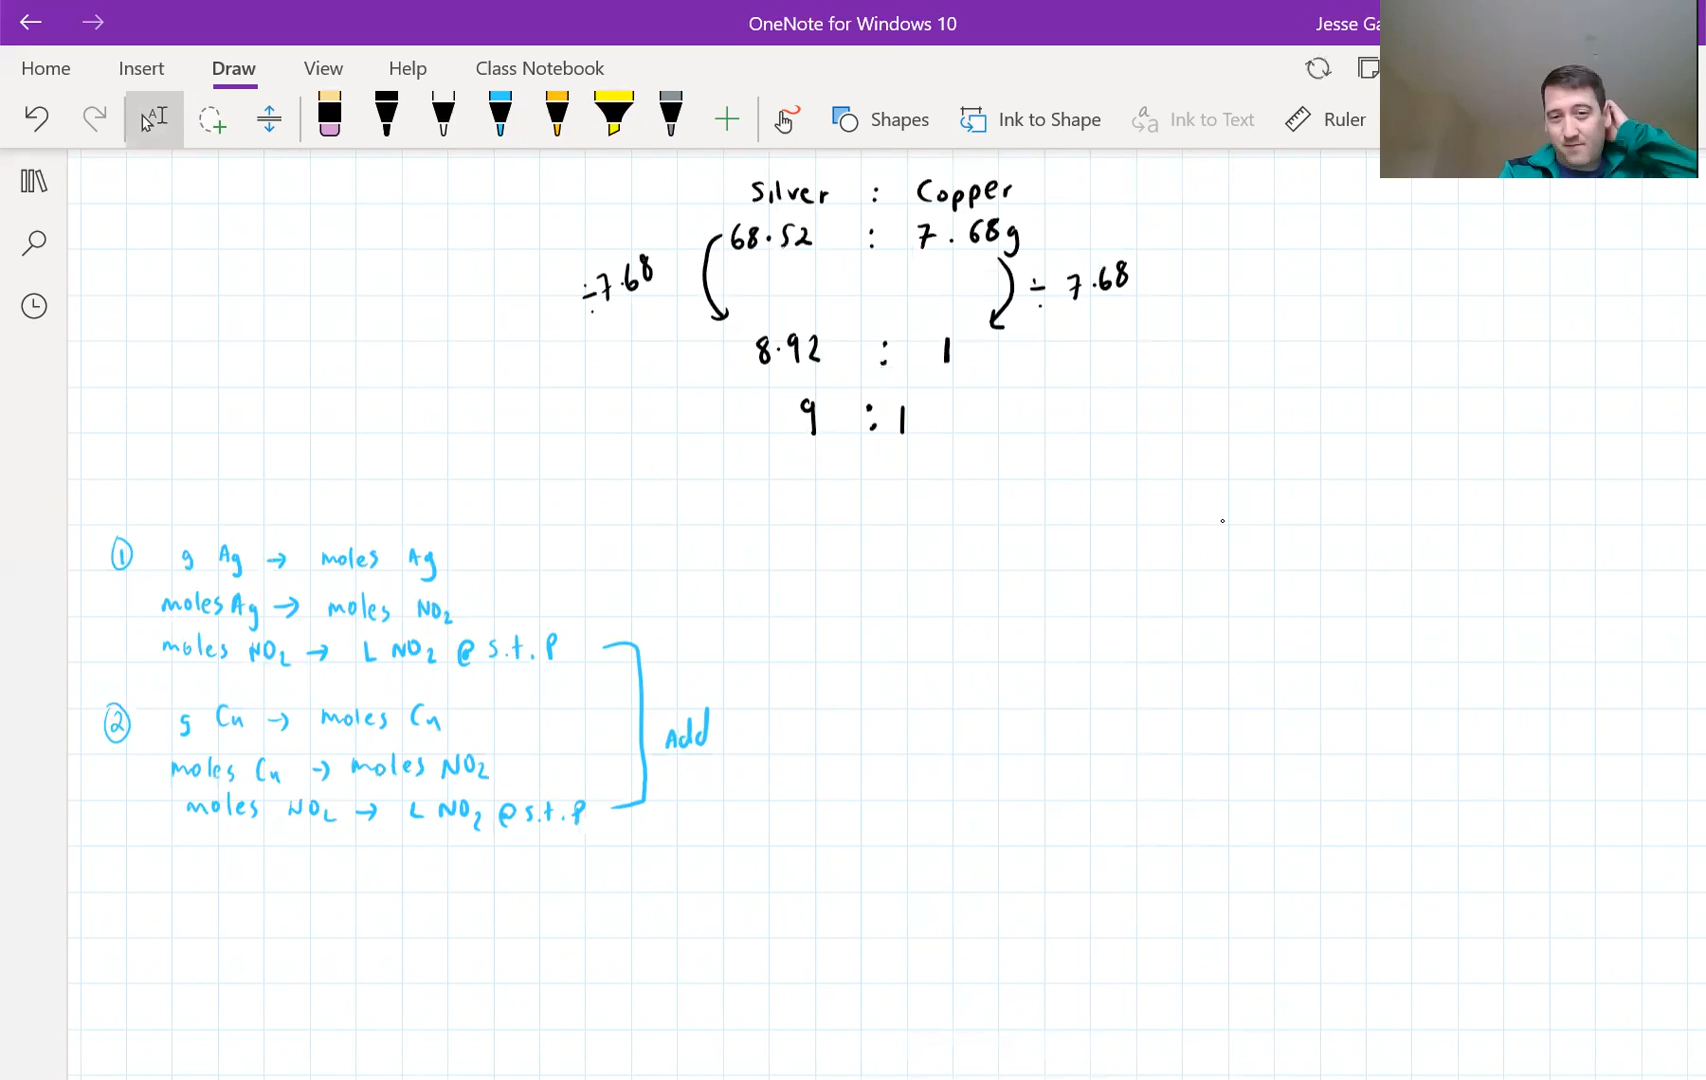 OneNote for Windows 10
Jesse Ga
Home Insert Draw View Help Class Notebook
Shapes Ink to Shape Ink to Text Ruler
Silver : Copper
68.52 : 7.68g
÷7.68 ÷ 7.68
8.92 : 1
9 : 1
① g Ag → moles Ag
moles Ag → moles NO₂
moles NO₂ → L NO₂ @ s.t.P
② g Cu → moles Cu
moles Cu → moles NO₂
moles NO₂ → L NO₂ @ s.t.P
Add